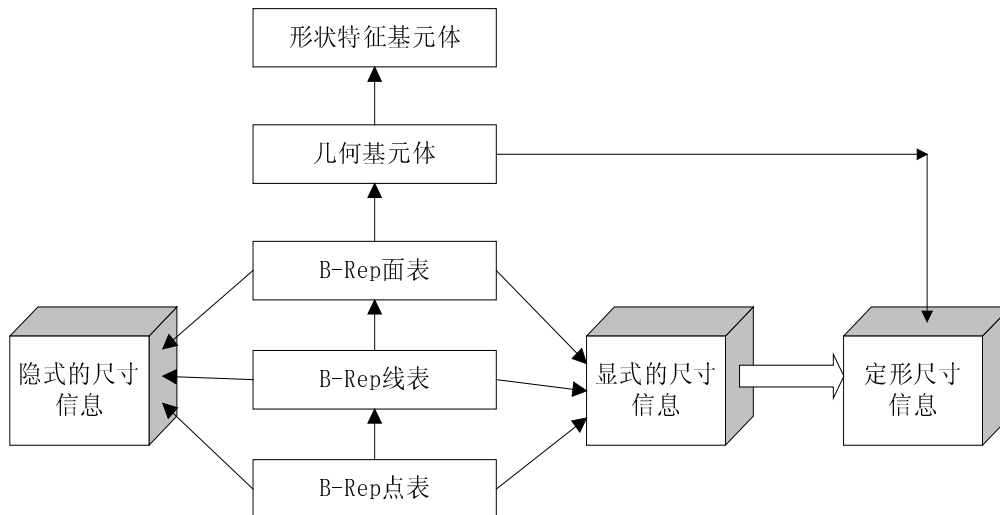 形状特征基元体
几何基元体
B-Rep面表
隐式的尺寸
信息
B-Rep线表
显式的尺寸
信息
定形尺寸
信息
B-Rep点表